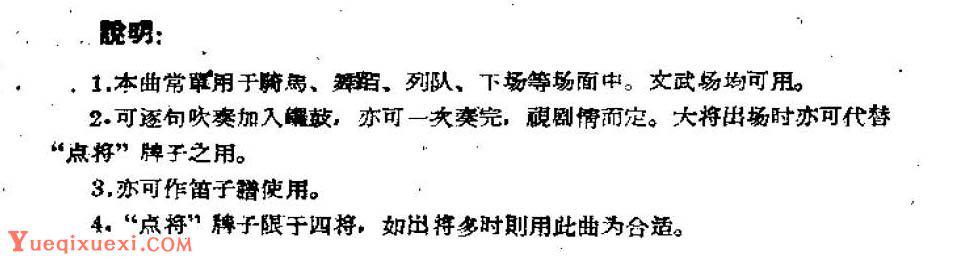 說明:
1.本曲常單用于騎馬、舞蹈、列队、下场等场面中。文武场均可用。
2.可逐句吹奏加入鑼鼓，亦可一次奏完，視剧情而定。大将出场时亦可代替
“点将”牌子之用。
3.亦可作笛子譜使用。
4.“点将”牌子限于四将，如出将多时則用此曲为合适。
Yueqixuexi.com